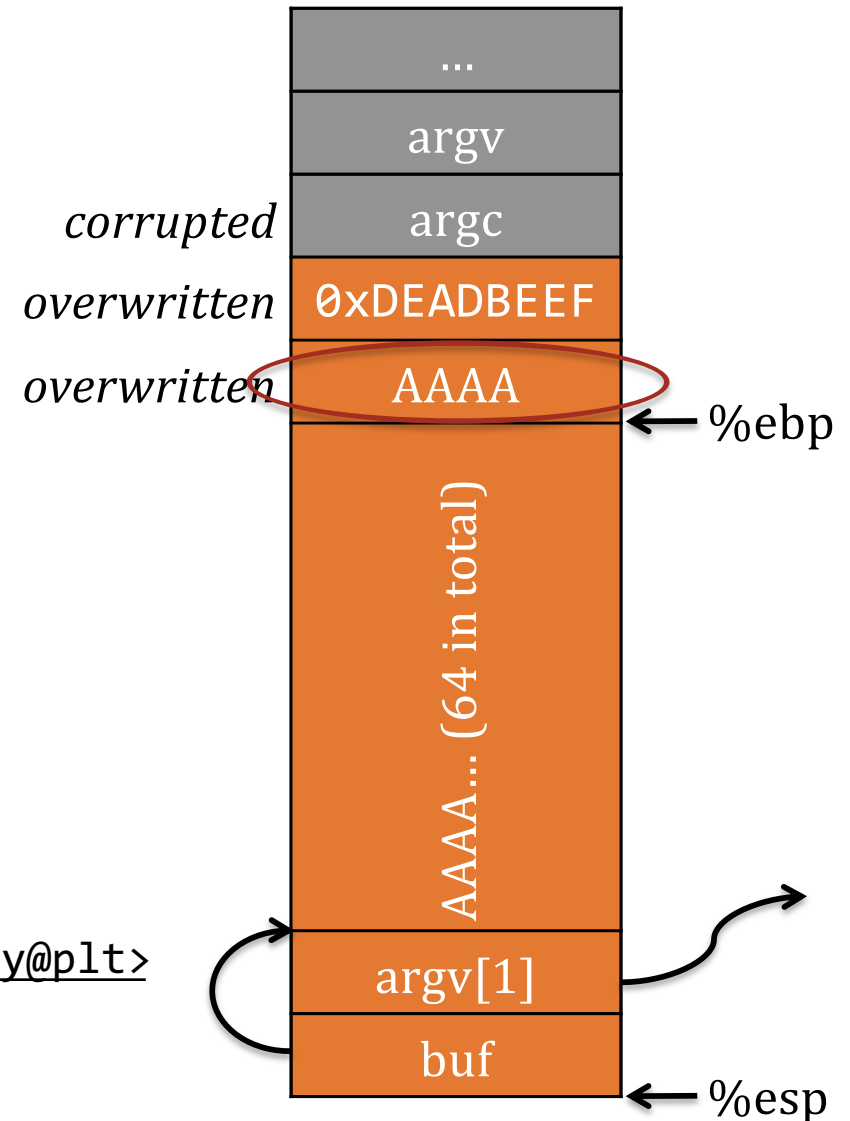 ...
argv
corrupted argc
overwritten 0xDEADBEEF
overwritten AAAA
%ebp
AAAA... (64 in total)
y@plt>
argv[1]
buf
%esp